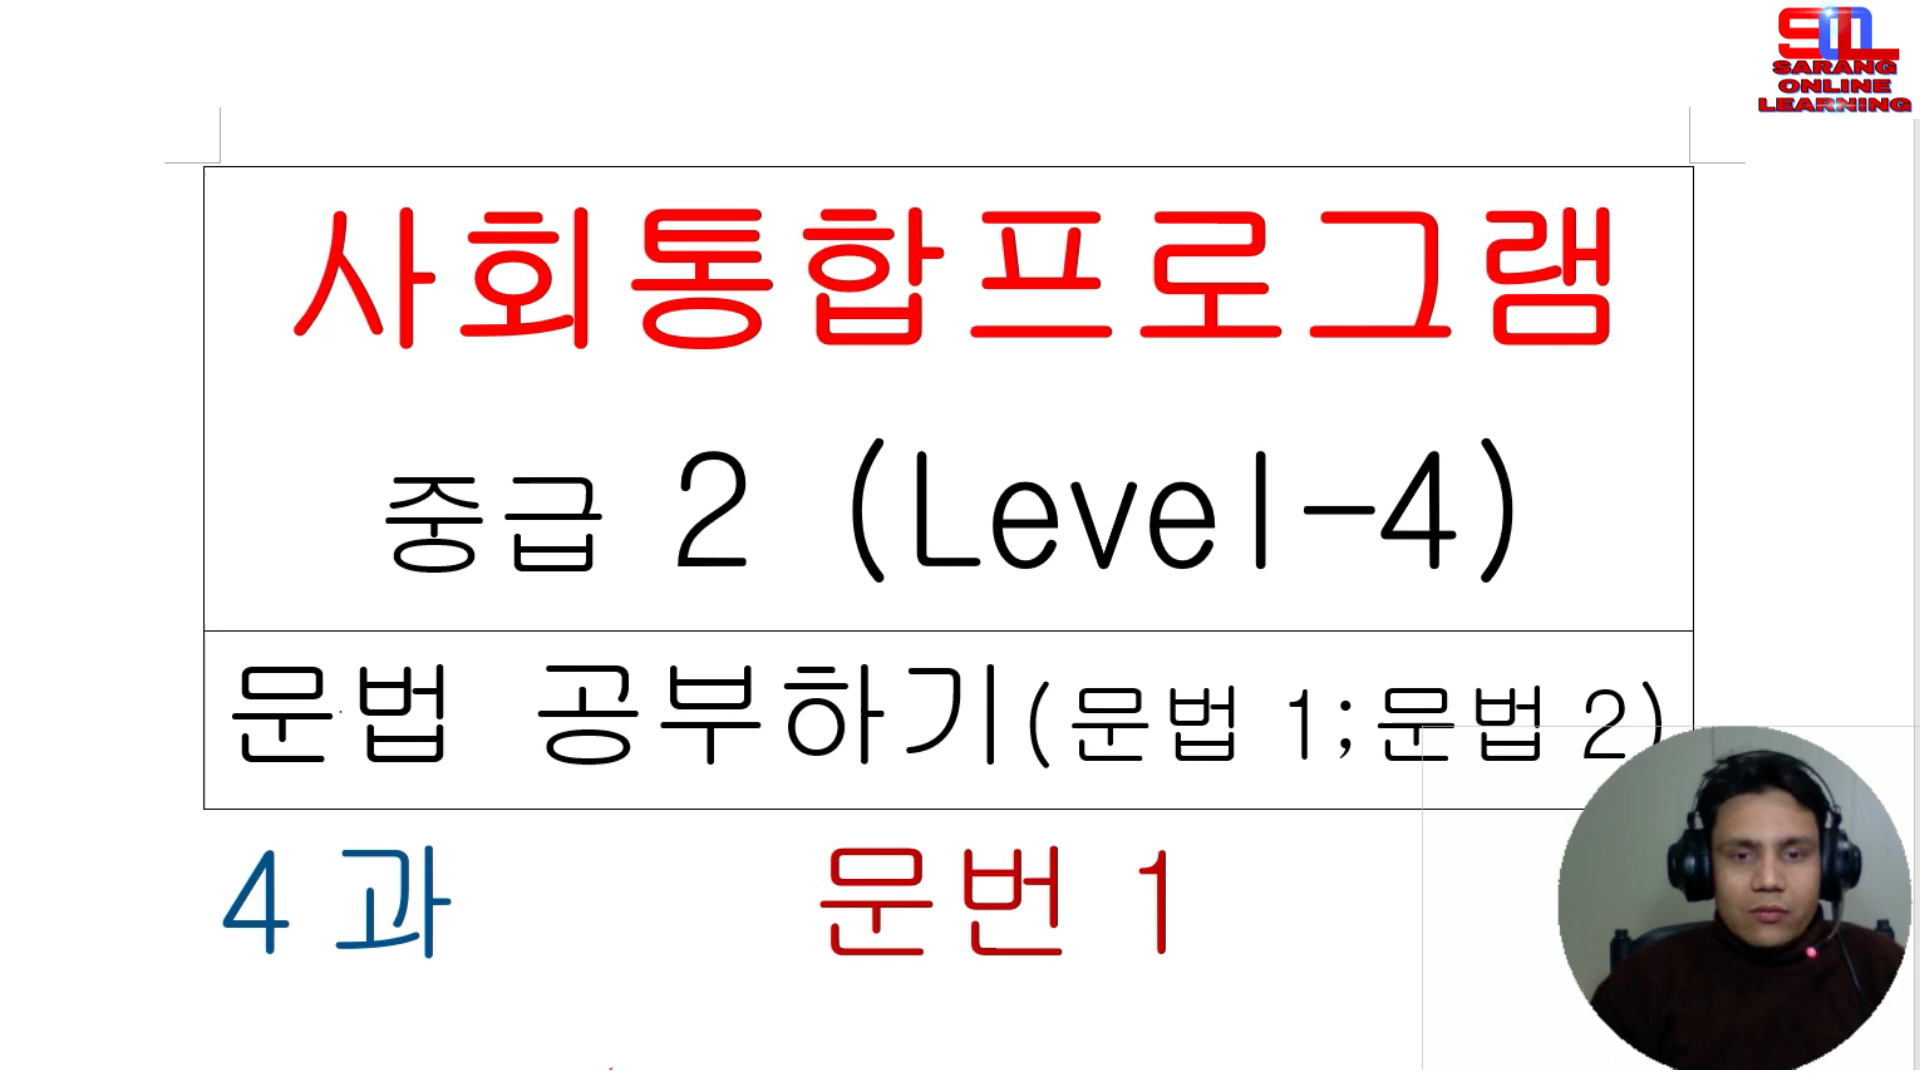 SOL
SARANG
ONLINE
LEARNING
사회통합프로그램
중급 2 (Level-4)
문법 공부하기(문법 1;문법 2)
4 과 문번 1